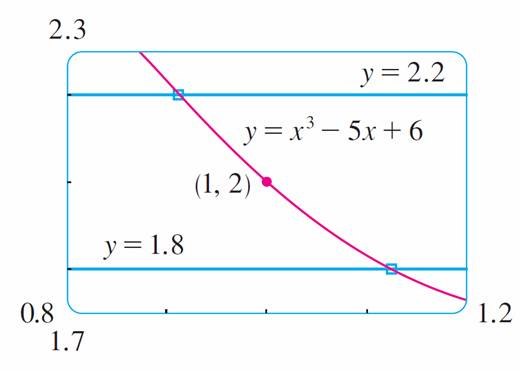 2.3
y = 2.2
y = x³ − 5x + 6
(1, 2)
y = 1.8
0.8
1.2
1.7